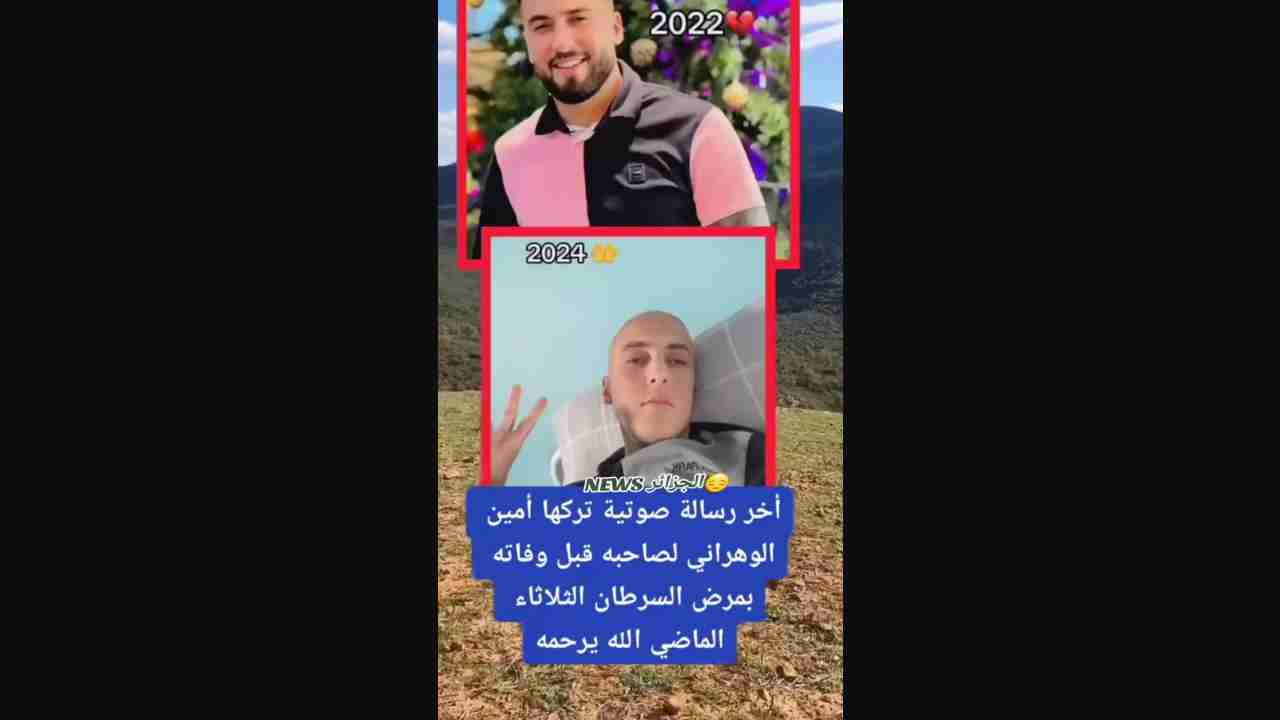 2022💔
2024🤲
الجزائر NEWS😔
أخر رسالة صوتية تركها أمين
الوهراني لصاحبه قبل وفاته
بمرض السرطان الثلاثاء
الماضي الله يرحمه